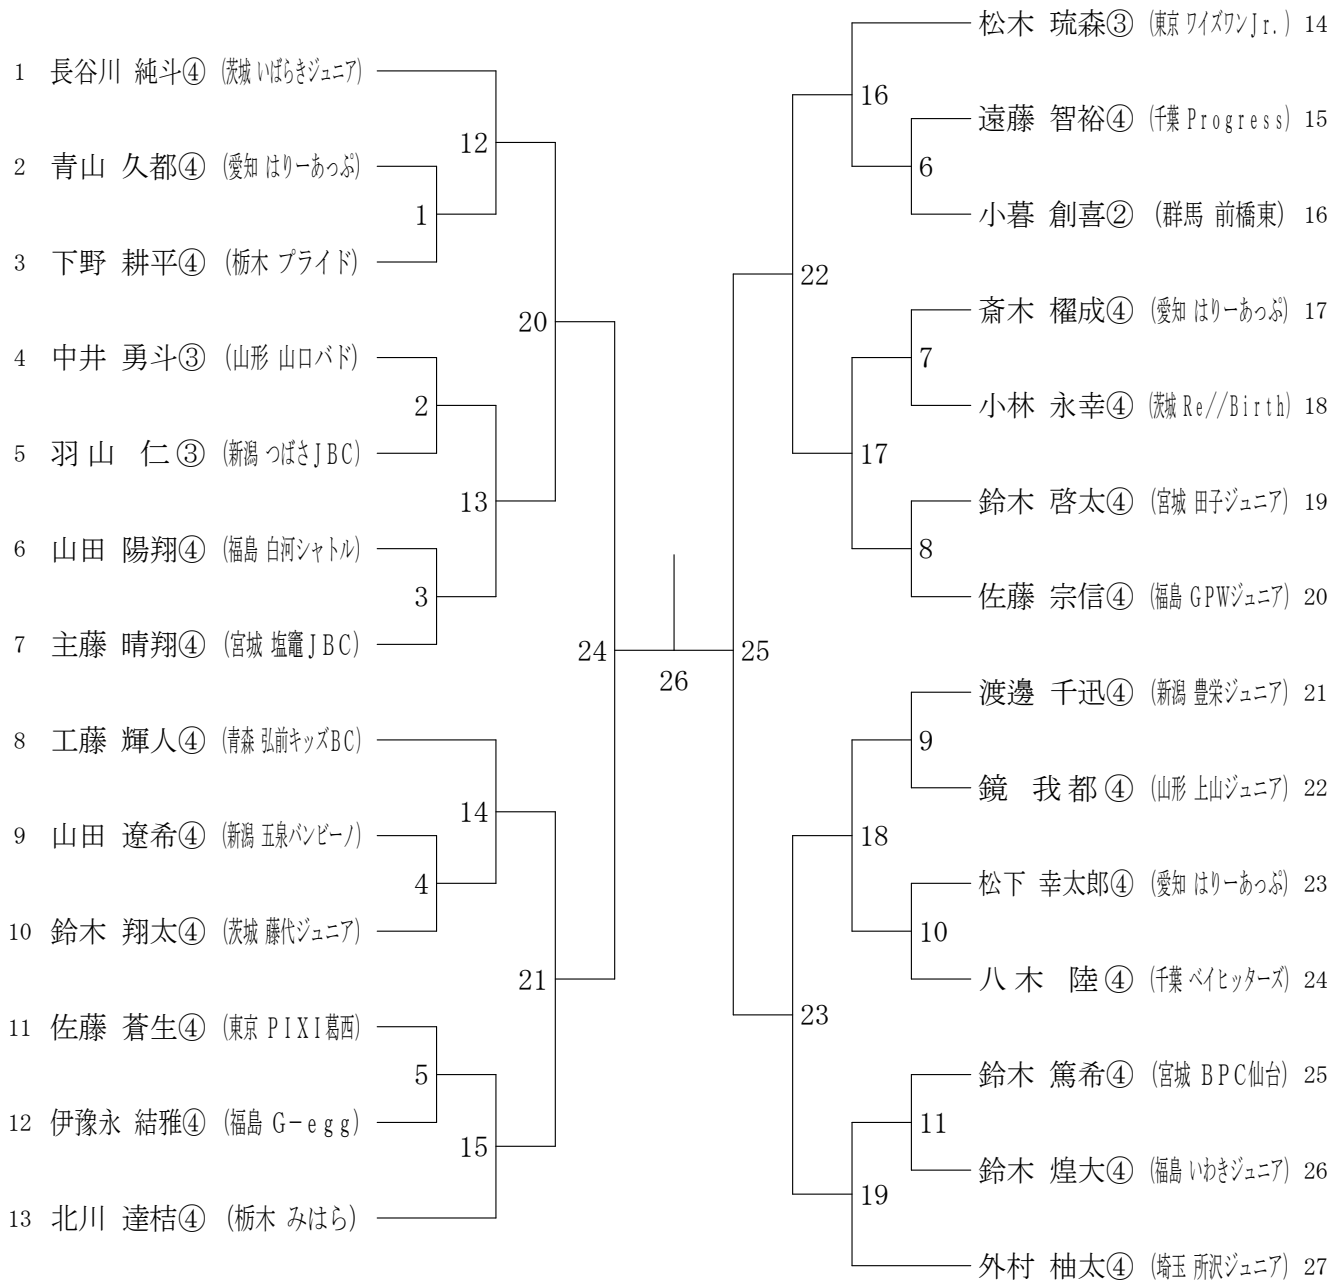 1 長谷川 純斗④ (茨城 いばらきジュニア)
2 青山 久都④ (愛知 はりーあっぷ)
3 下野 耕平④ (栃木 プライド)
4 中井 勇斗③ (山形 山口バド)
5 羽山 仁③ (新潟 つばさJBC)
6 山田 陽翔④ (福島 白河シャトル)
7 主藤 晴翔④ (宮城 塩竈JBC)
8 工藤 輝人④ (青森 弘前キッズBC)
9 山田 遼希④ (新潟 五泉バンビーノ)
10 鈴木 翔太④ (茨城 藤代ジュニア)
11 佐藤 蒼生④ (東京 PIXI葛西)
12 伊豫永 結雅④ (福島 G-egg)
13 北川 達桔④ (栃木 みはら)
1
2
3
4
5
12
13
14
15
20
21
24
26
25
22
23
16
17
18
19
6
7
8
9
10
11
松木 琉森③ (東京 ワイズワンJr.) 14
遠藤 智裕④ (千葉 Progress) 15
小暮 創喜② (群馬 前橋東) 16
斎木 櫂成④ (愛知 はりーあっぷ) 17
小林 永幸④ (茨城 Re//Birth) 18
鈴木 啓太④ (宮城 田子ジュニア) 19
佐藤 宗信④ (福島 GPWジュニア) 20
渡邊 千迅④ (新潟 豊栄ジュニア) 21
鏡 我都④ (山形 上山ジュニア) 22
松下 幸太郎④ (愛知 はりーあっぷ) 23
八木 陸④ (千葉 ベイヒッターズ) 24
鈴木 篤希④ (宮城 BPC仙台) 25
鈴木 煌大④ (福島 いわきジュニア) 26
外村 柚太④ (埼玉 所沢ジュニア) 27